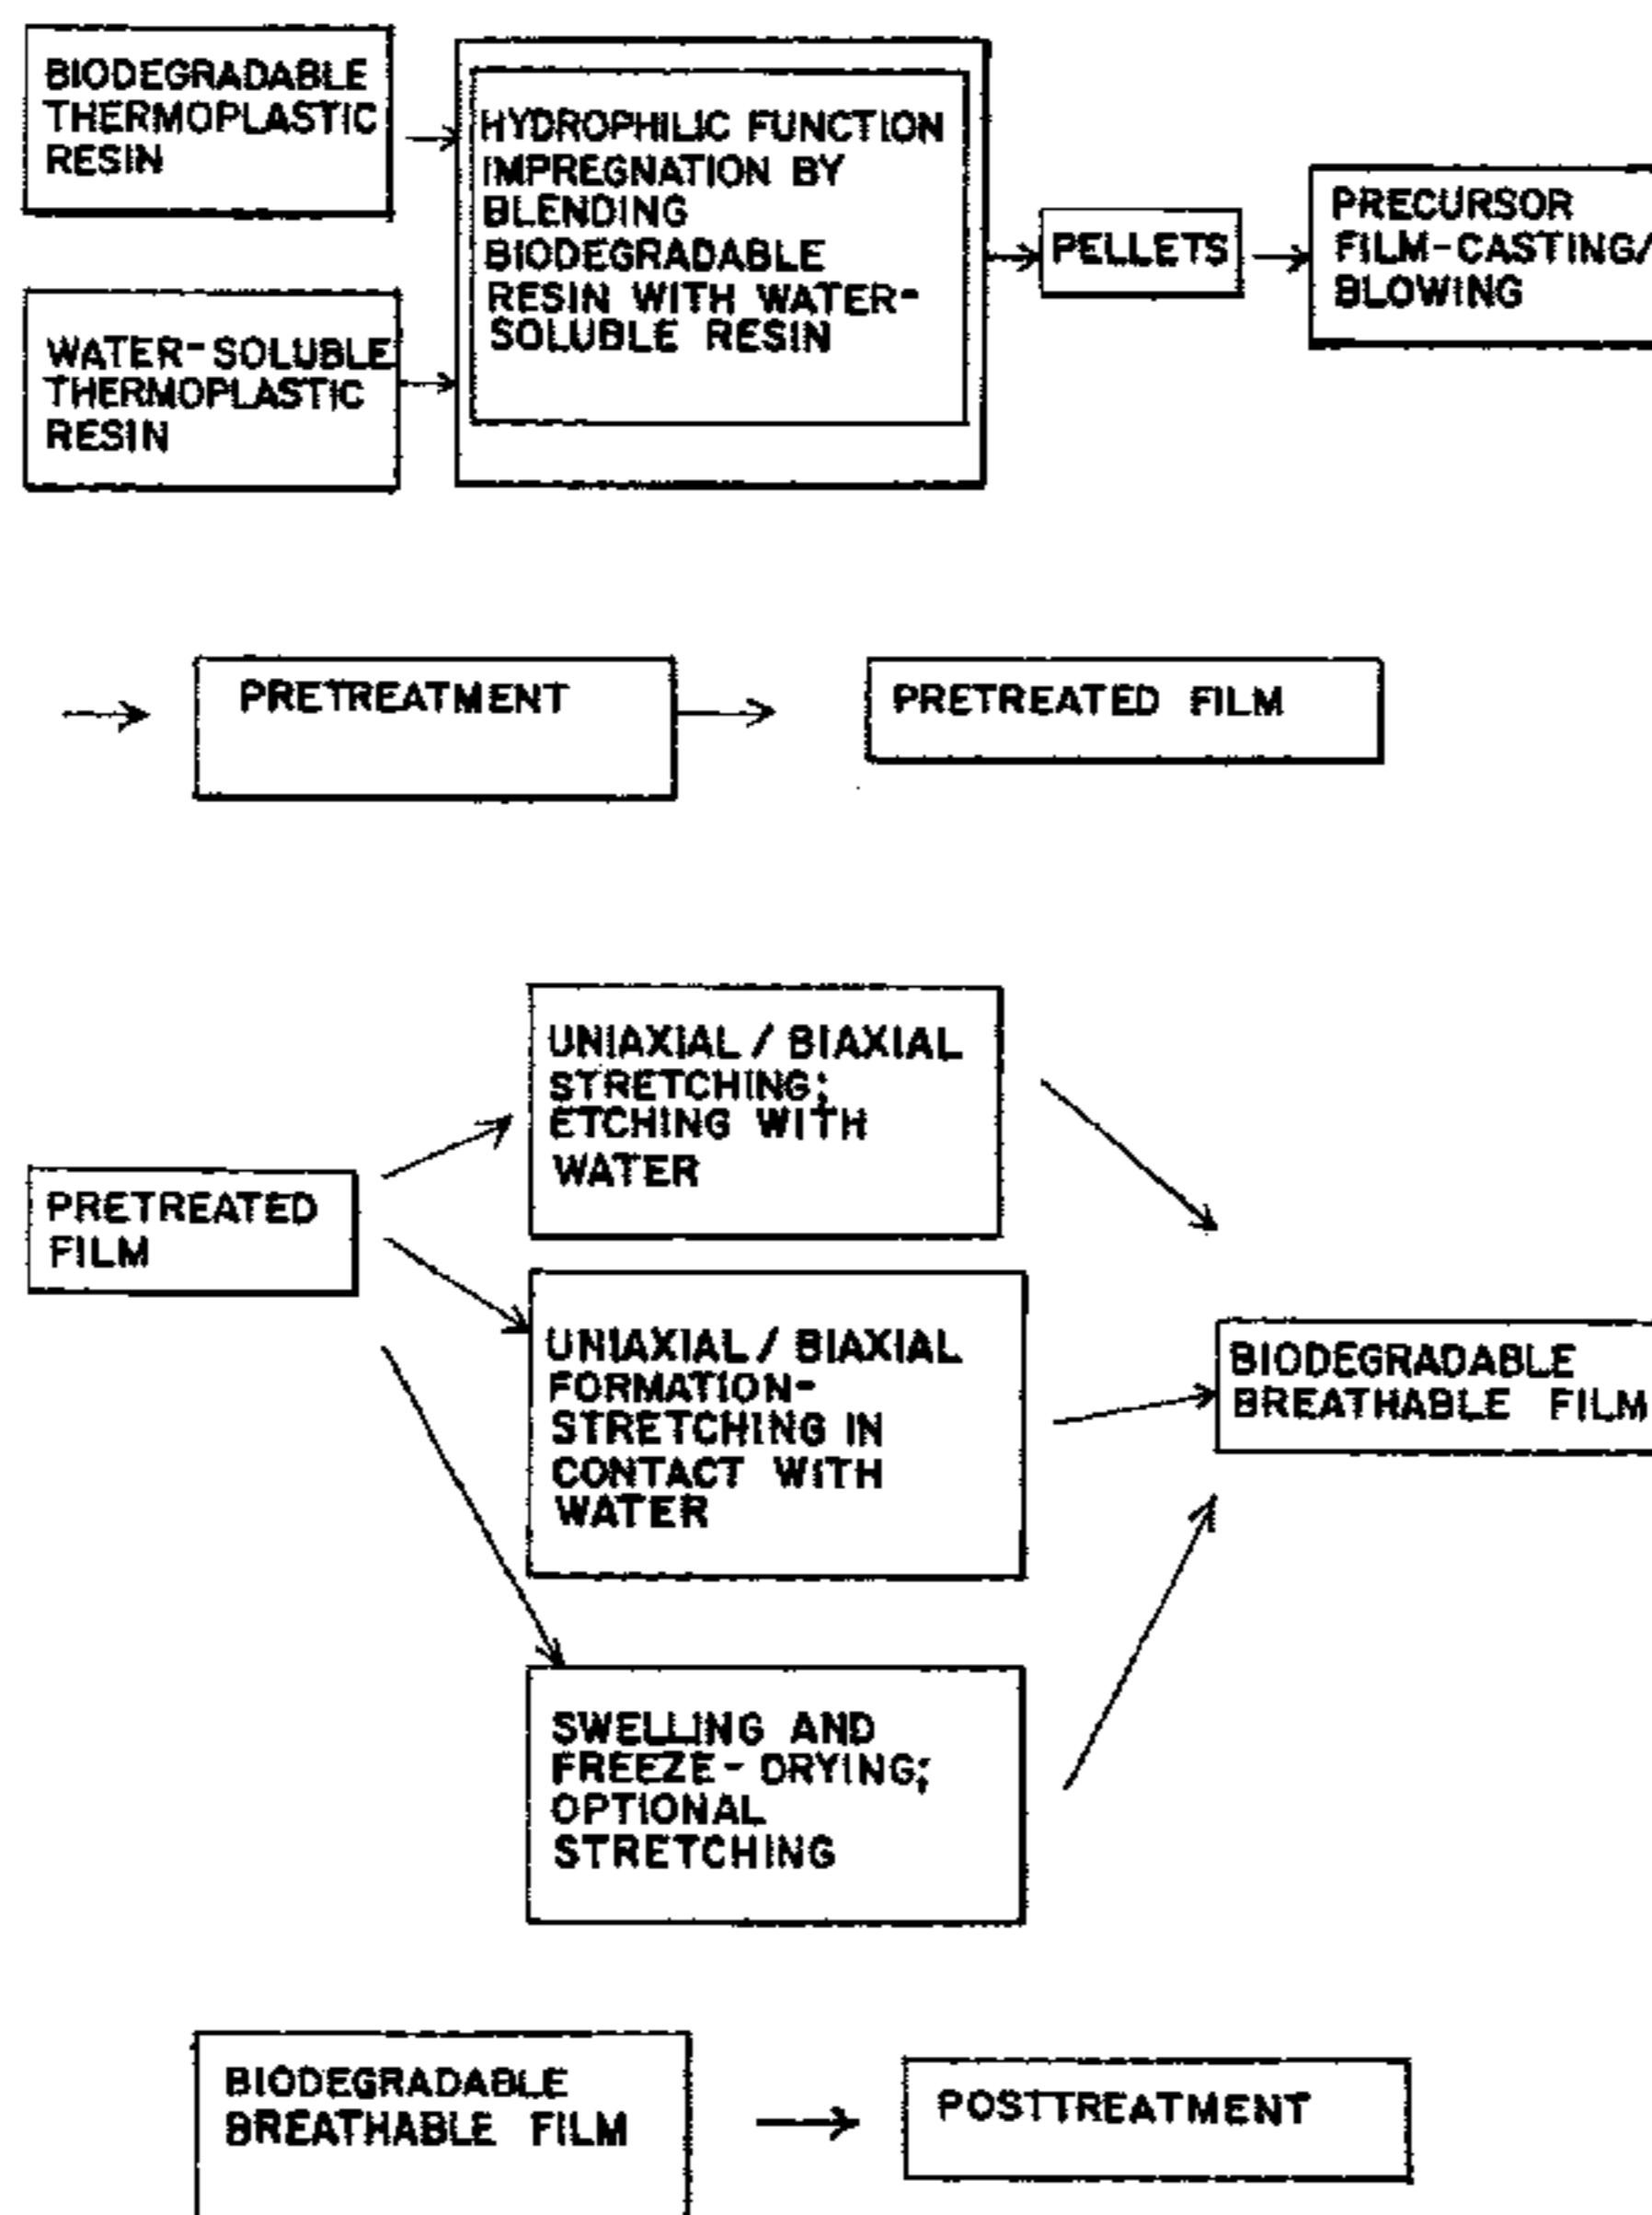 BIODEGRADABLE
THERMOPLASTIC
RESIN
WATER-SOLUBLE
THERMOPLASTIC
RESIN
HYDROPHILIC FUNCTION
IMPREGNATION BY
BLENDING
BIODEGRADABLE
RESIN WITH WATER-
SOLUBLE RESIN
PELLETS
PRECURSOR
FILM-CASTING/
BLOWING
PRETREATMENT
PRETREATED FILM
PRETREATED
FILM
UNIAXIAL / BIAXIAL
STRETCHING;
ETCHING WITH
WATER
UNIAXIAL / BIAXIAL
FORMATION-
STRETCHING IN
CONTACT WITH
WATER
SWELLING AND
FREEZE-DRYING;
OPTIONAL
STRETCHING
BIODEGRADABLE
BREATHABLE FILM
BIODEGRADABLE
BREATHABLE FILM
POSTTREATMENT